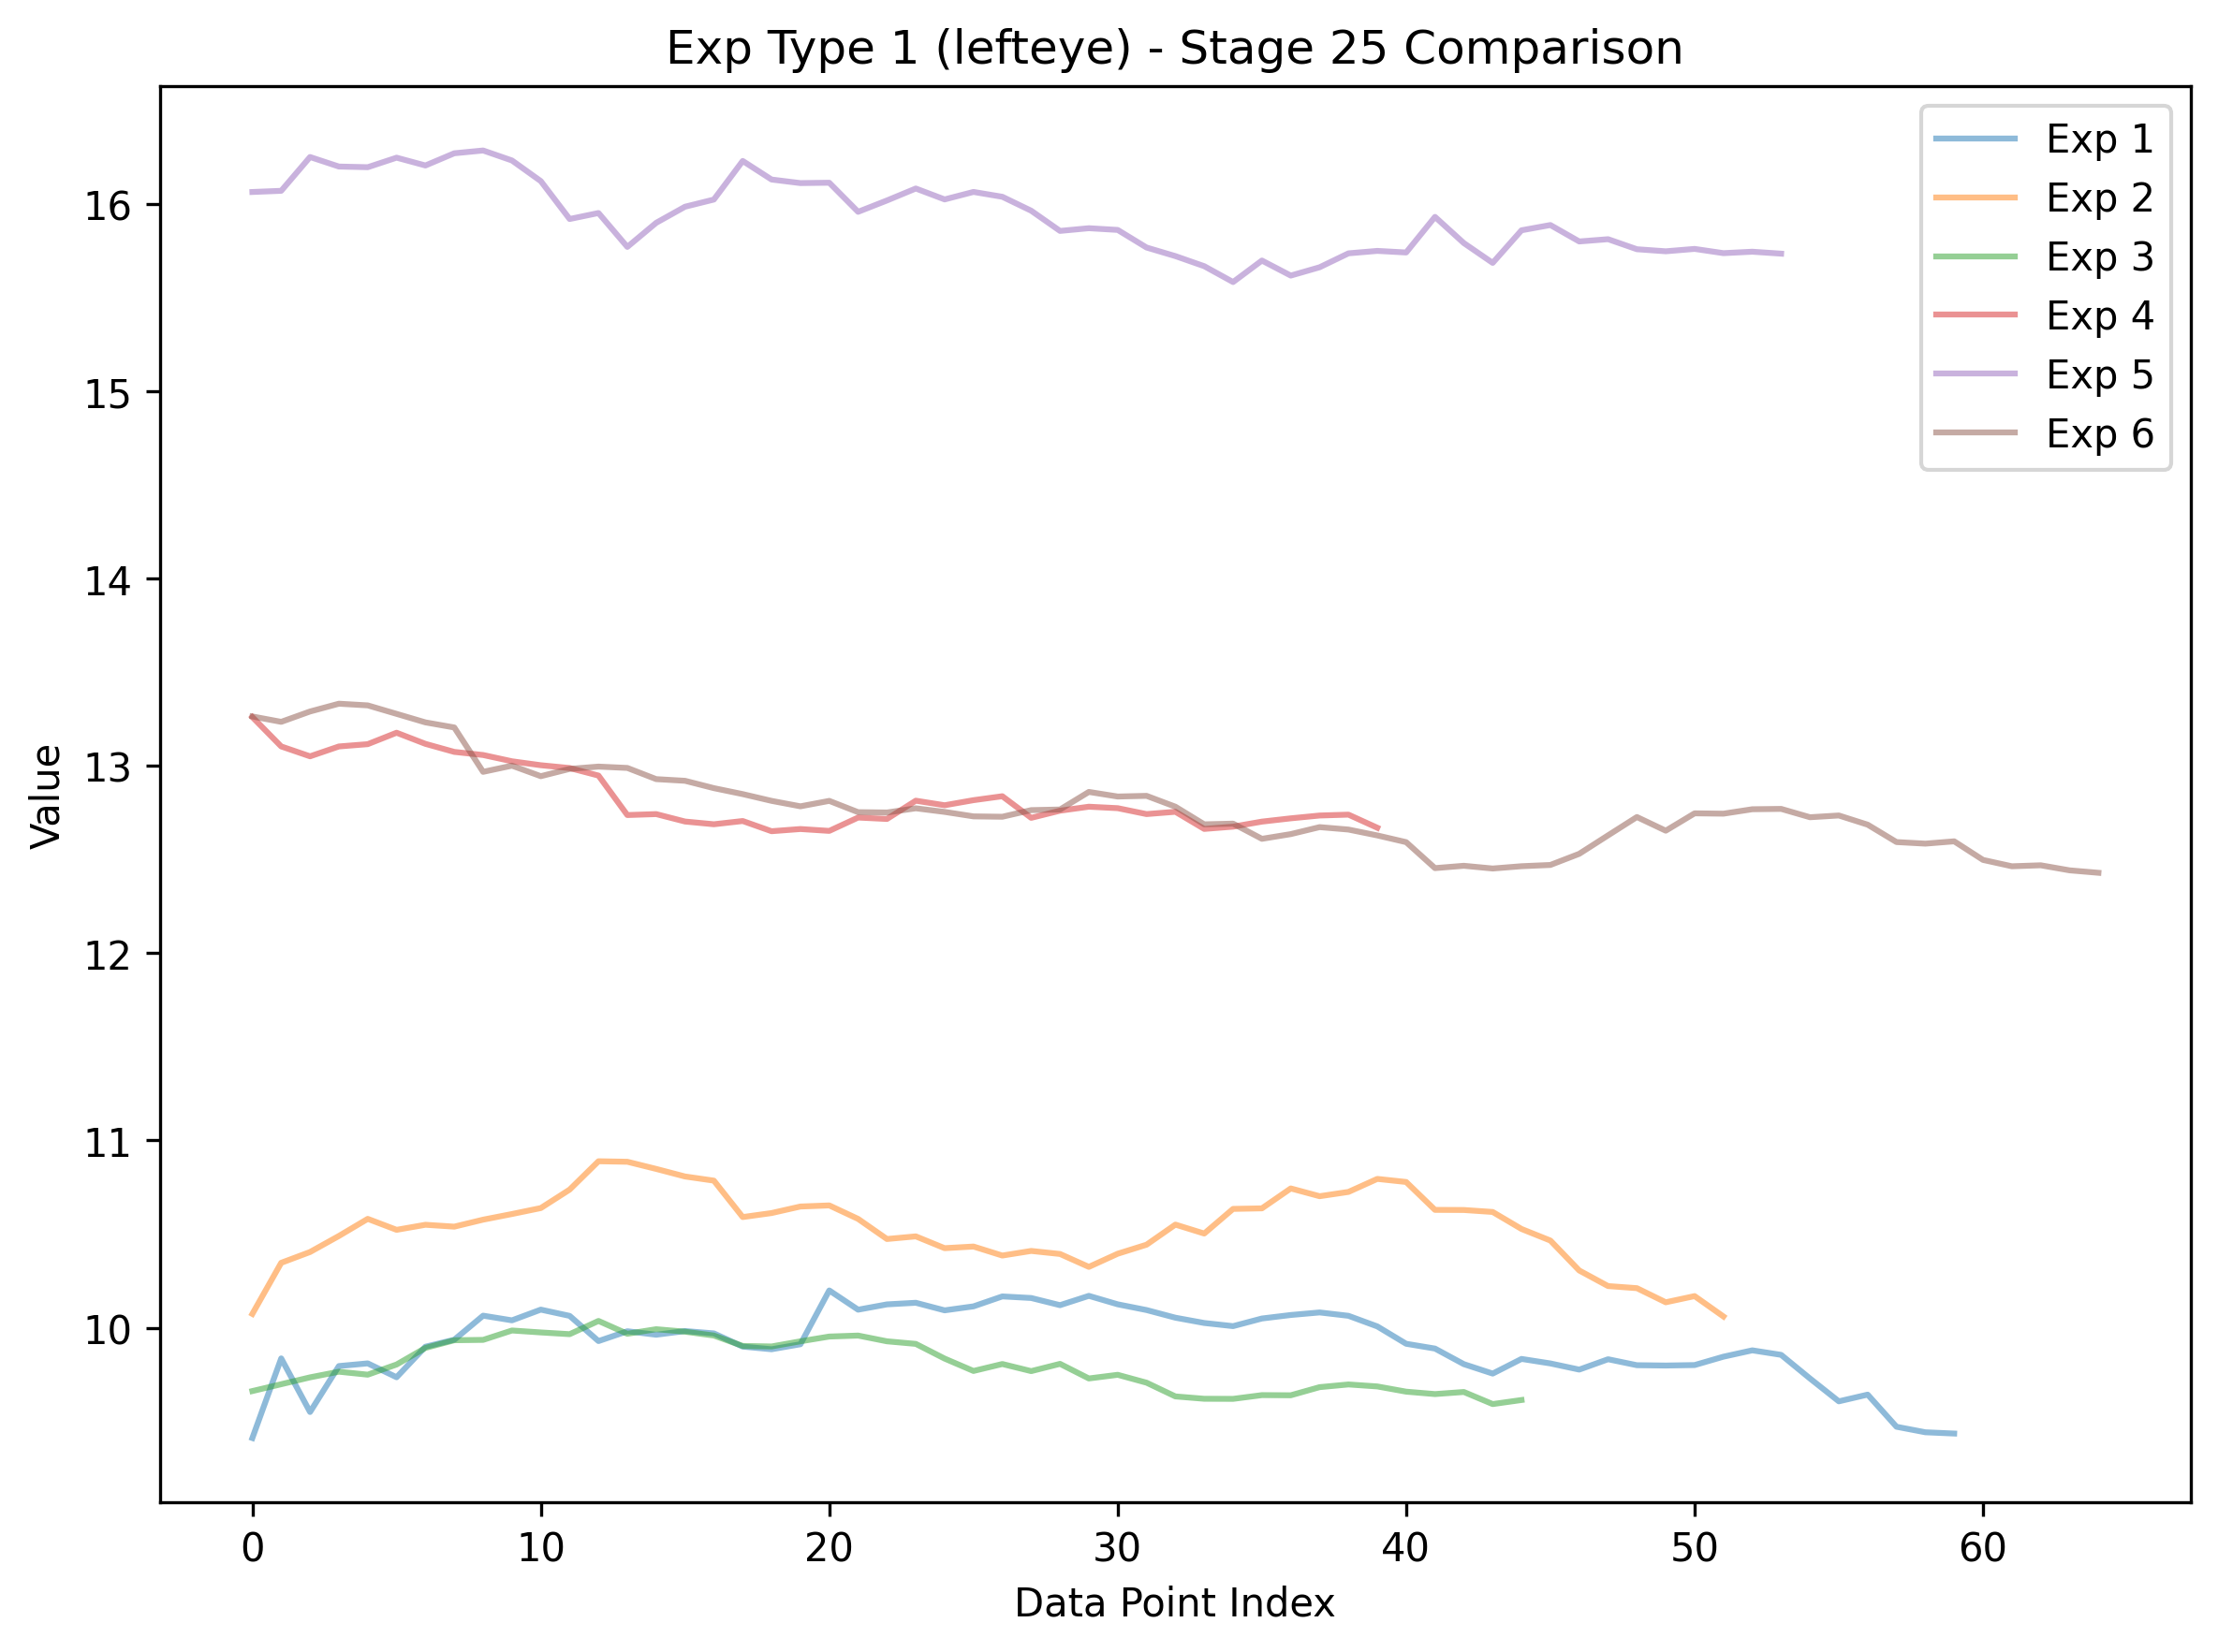 Exp Type 1 (lefteye) - Stage 25 Comparison
Exp 1
Exp 2
Exp 3
Exp 4
Exp 5
Exp 6
16
15
14
13
12
11
10
Value
0 10 20 30 40 50 60
Data Point Index